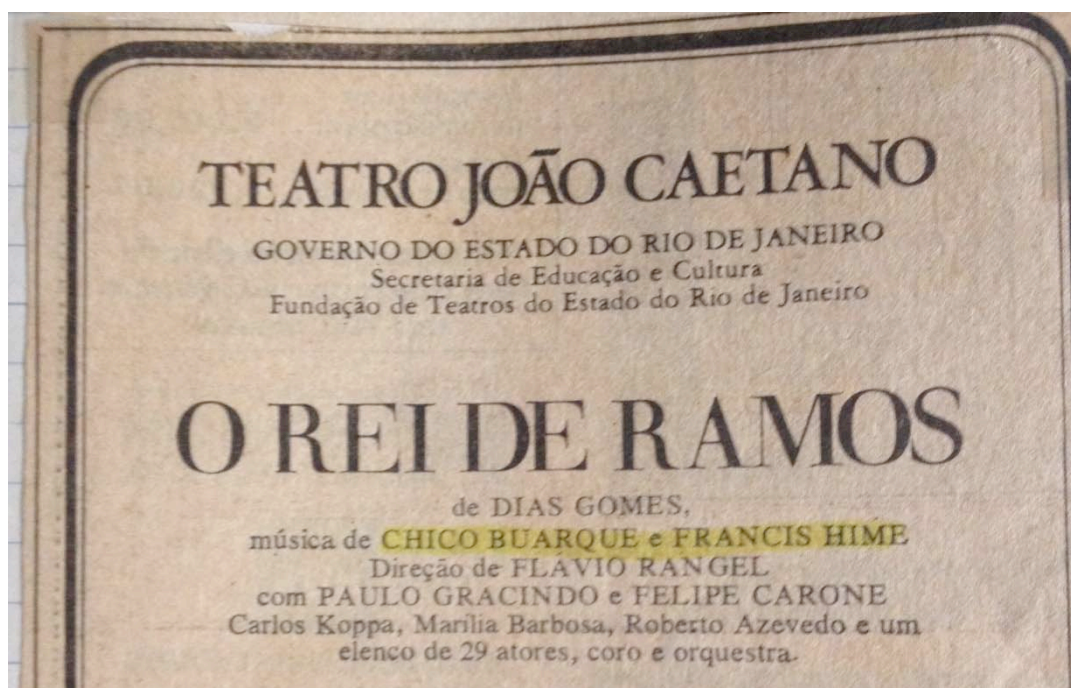 TEATRO JOÃO CAETANO
GOVERNO DO ESTADO DO RIO DE JANEIRO
Secretaria de Educação e Cultura
Fundação de Teatros do Estado do Rio de Janeiro
O REI DE RAMOS
de DIAS GOMES,
música de CHICO BUARQUE e FRANCIS HIME
Direção de FLÁVIO RANGEL
com PAULO GRACINDO e FELIPE CARONE
Carlos Koppa, Marília Barbosa, Roberto Azevedo e um
elenco de 29 atores, coro e orquestra.